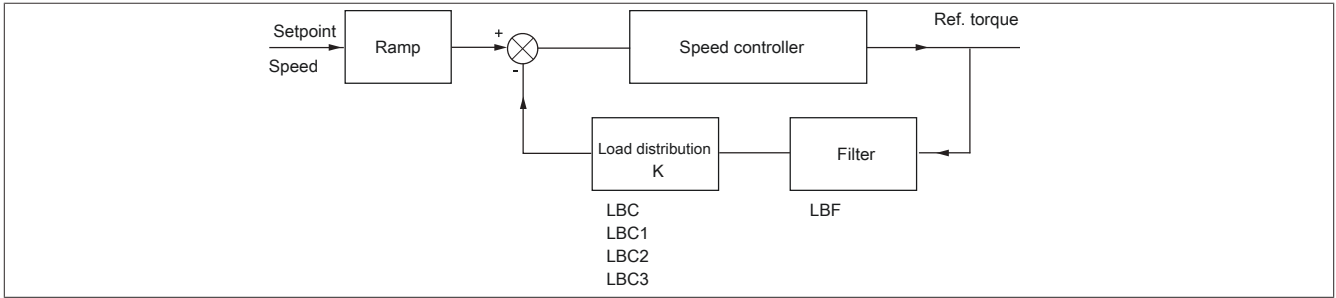 Setpoint
Speed
Ramp
+
-
Speed controller
Ref. torque
Load distribution
K
Filter
LBC
LBC1
LBC2
LBC3
LBF